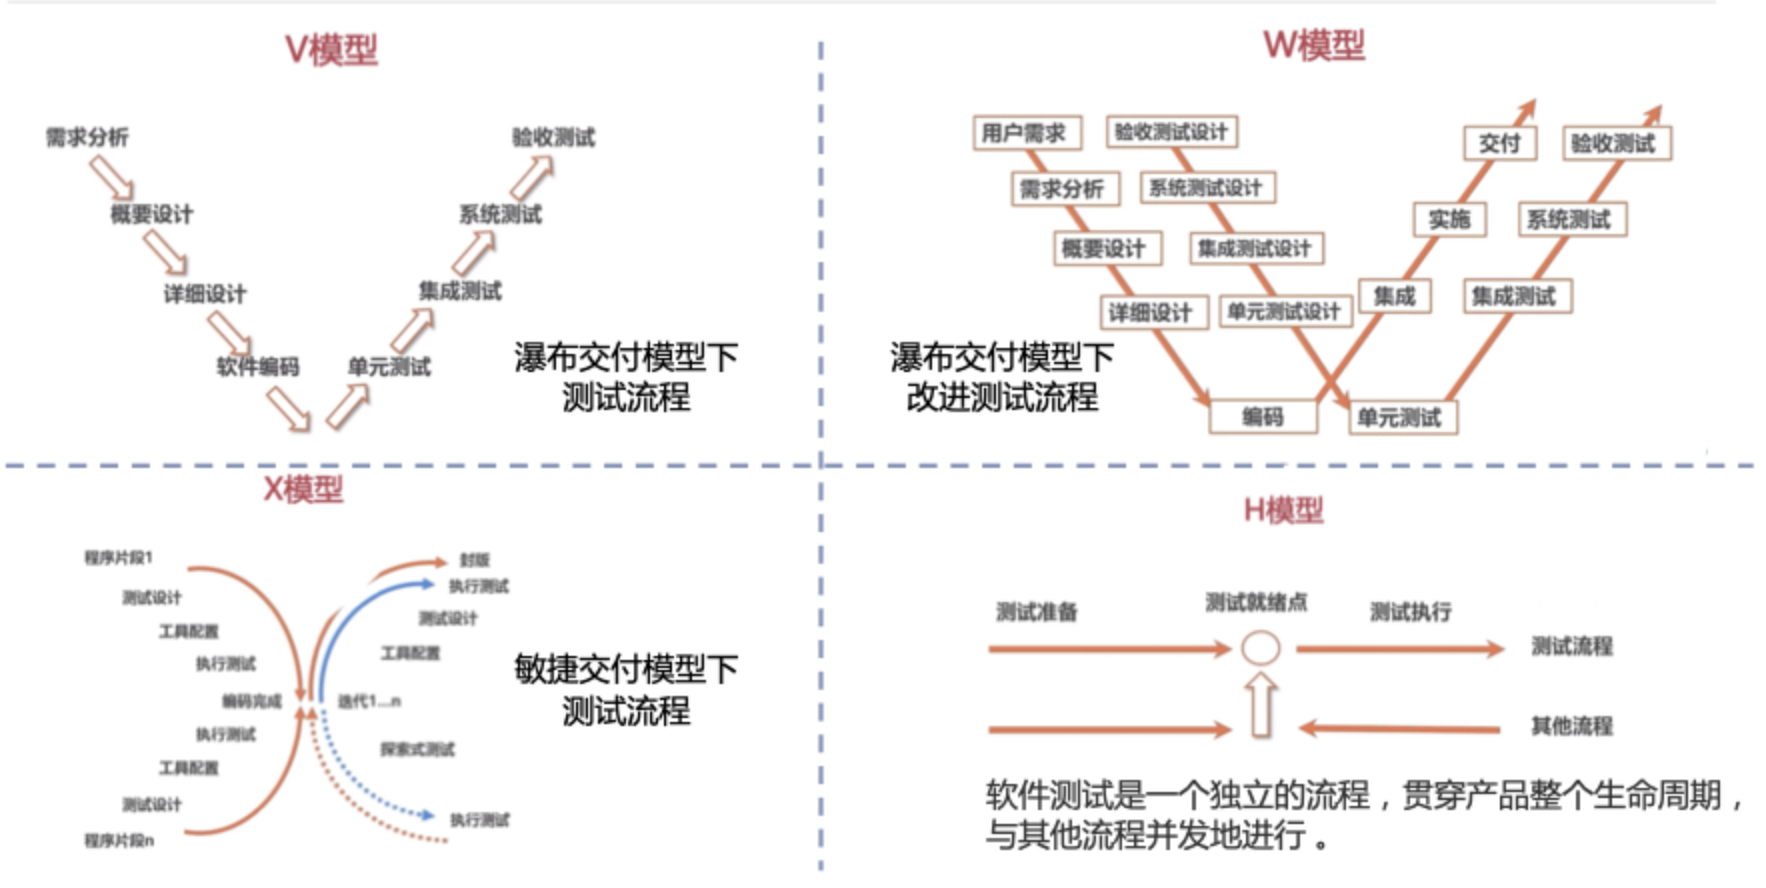 V模型
需求分析
验收测试
概要设计
系统测试
详细设计
集成测试
软件编码
单元测试
瀑布交付模型下
测试流程
W模型
用户需求
验收测试设计
交付
验收测试
需求分析
系统测试设计
实施
系统测试
概要设计
集成测试设计
集成
集成测试
详细设计
单元测试设计
瀑布交付模型下
改进测试流程
编码
单元测试
X模型
程序片段1
封版
执行测试
测试设计
测试设计
工具配置
工具配置
执行测试
编码完成
迭代1...n
执行测试
探索式测试
工具配置
测试设计
执行测试
程序片段n
敏捷交付模型下
测试流程
H模型
测试准备
测试就绪点
测试执行
测试流程
其他流程
软件测试是一个独立的流程，贯穿产品整个生命周期，
与其他流程并发地进行。